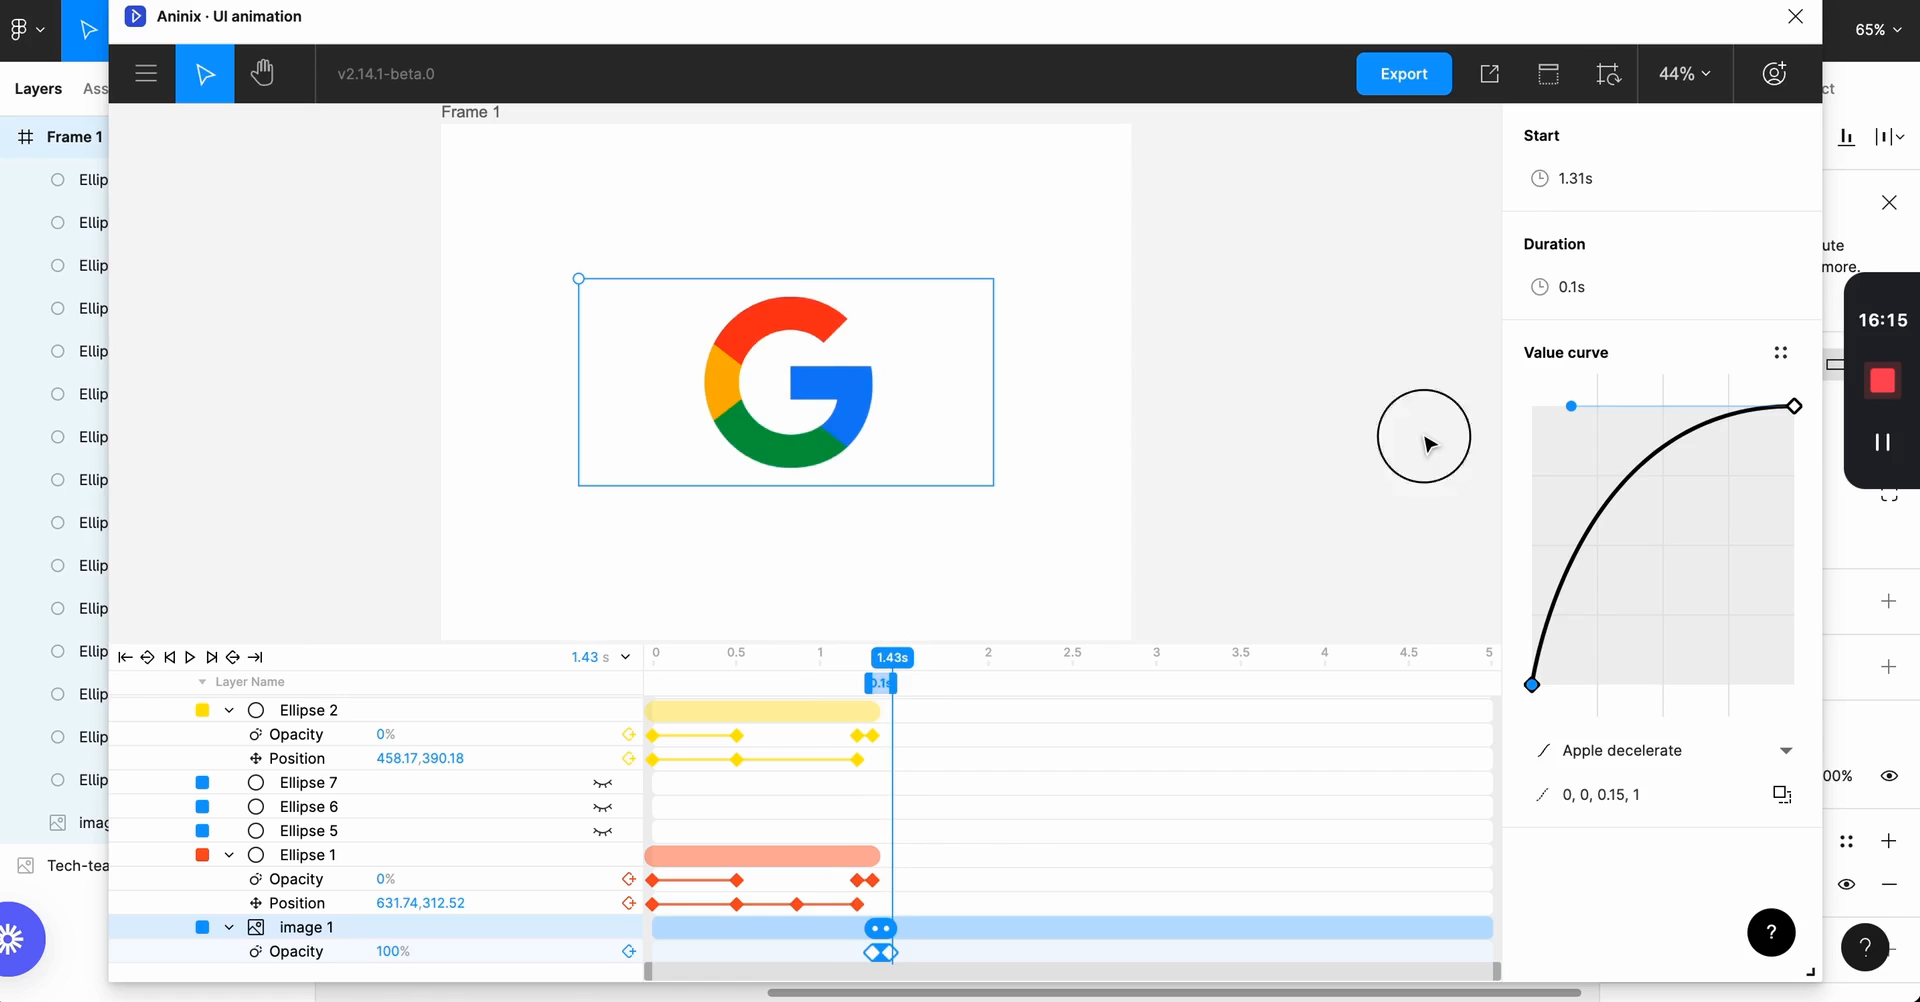 Aninix · UI animation
65%
v2.14.1-beta.0
Export
44%
Layers
Ass
ct
Frame 1
Frame 1
Start
1.31s
Ellip
Ellip
Duration
ute
Ellip
more.
0.1s
Ellip
16:15
Ellip
Value curve
Ellip
Ellip
Ellip
Ellip
Ellip
Ellip
Ellip
1.43 s
0
0.5
1
1.43s
2
2.5
3
3.5
4
4.5
5
Layer Name
0.1s
Ellip
Ellipse 2
Opacity
0%
Ellip
Apple decelerate
Position
458.17,390.18
00%
Ellip
Ellipse 7
0, 0, 0.15, 1
Ellipse 6
imag
Ellipse 5
Ellipse 1
Tech-tea
Opacity
0%
Position
631.74,312.52
image 1
?
?
Opacity
100%